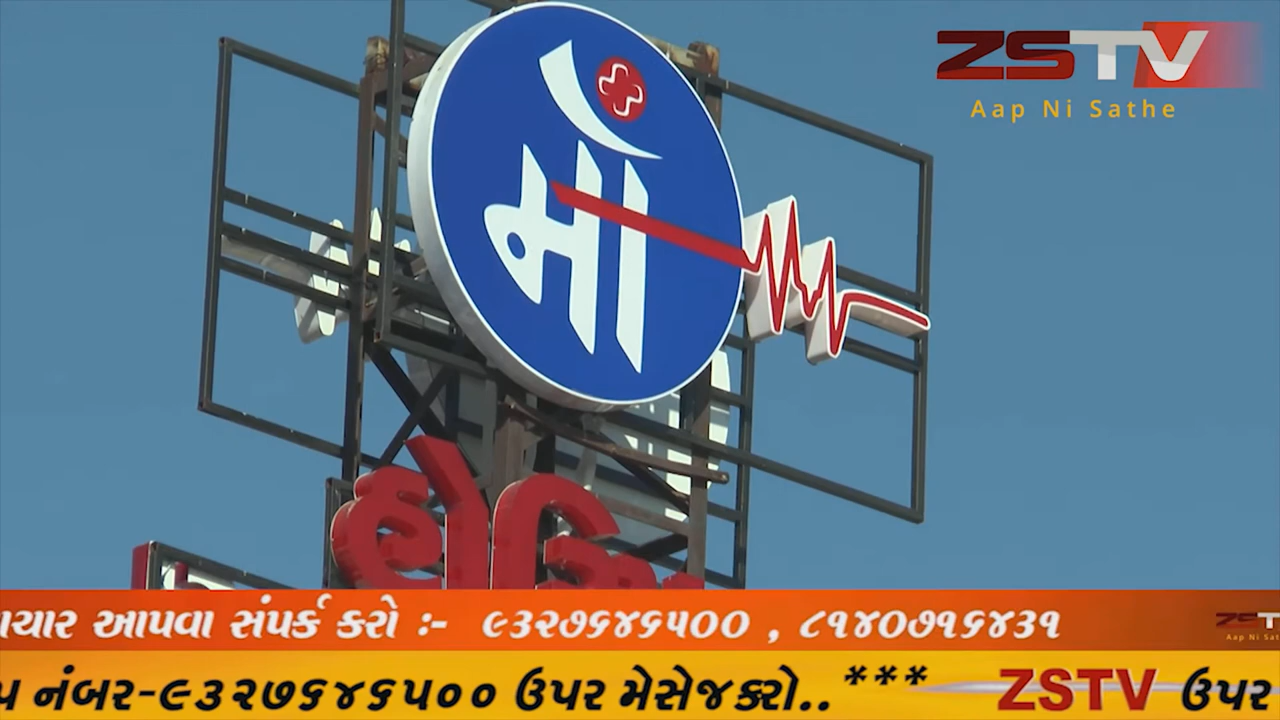 ZSTV
Aap Ni Sathe
માઁ
આપવા સંપર્ક કરો :- ૯૩૨૭૬૪૬૫૦૦ , ૮૧૪૦૭૧૬૪૩૧
નંબર-૯૩૨૭૬૪૬૫૦૦ ઉપર મેસેજ કરો.. *** ZSTV ઉપર